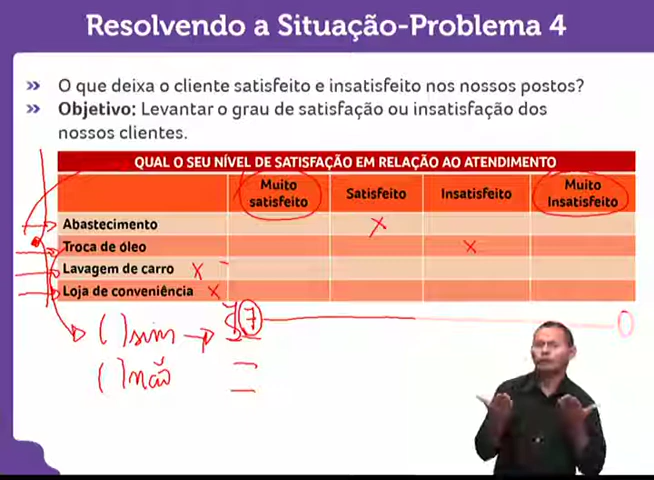 Resolvendo a Situação-Problema 4
» O que deixa o cliente satisfeito e insatisfeito nos nossos postos?
» Objetivo: Levantar o grau de satisfação ou insatisfação dos
nossos clientes.
QUAL O SEU NÍVEL DE SATISFAÇÃO EM RELAÇÃO AO ATENDIMENTO
Muito
satisfeito
Satisfeito
Insatisfeito
Muito
Insatisfeito
Abastecimento X
Troca de óleo X
Lavagem de carro X
Loja de conveniência X
( ) sim → 7 0
( ) não